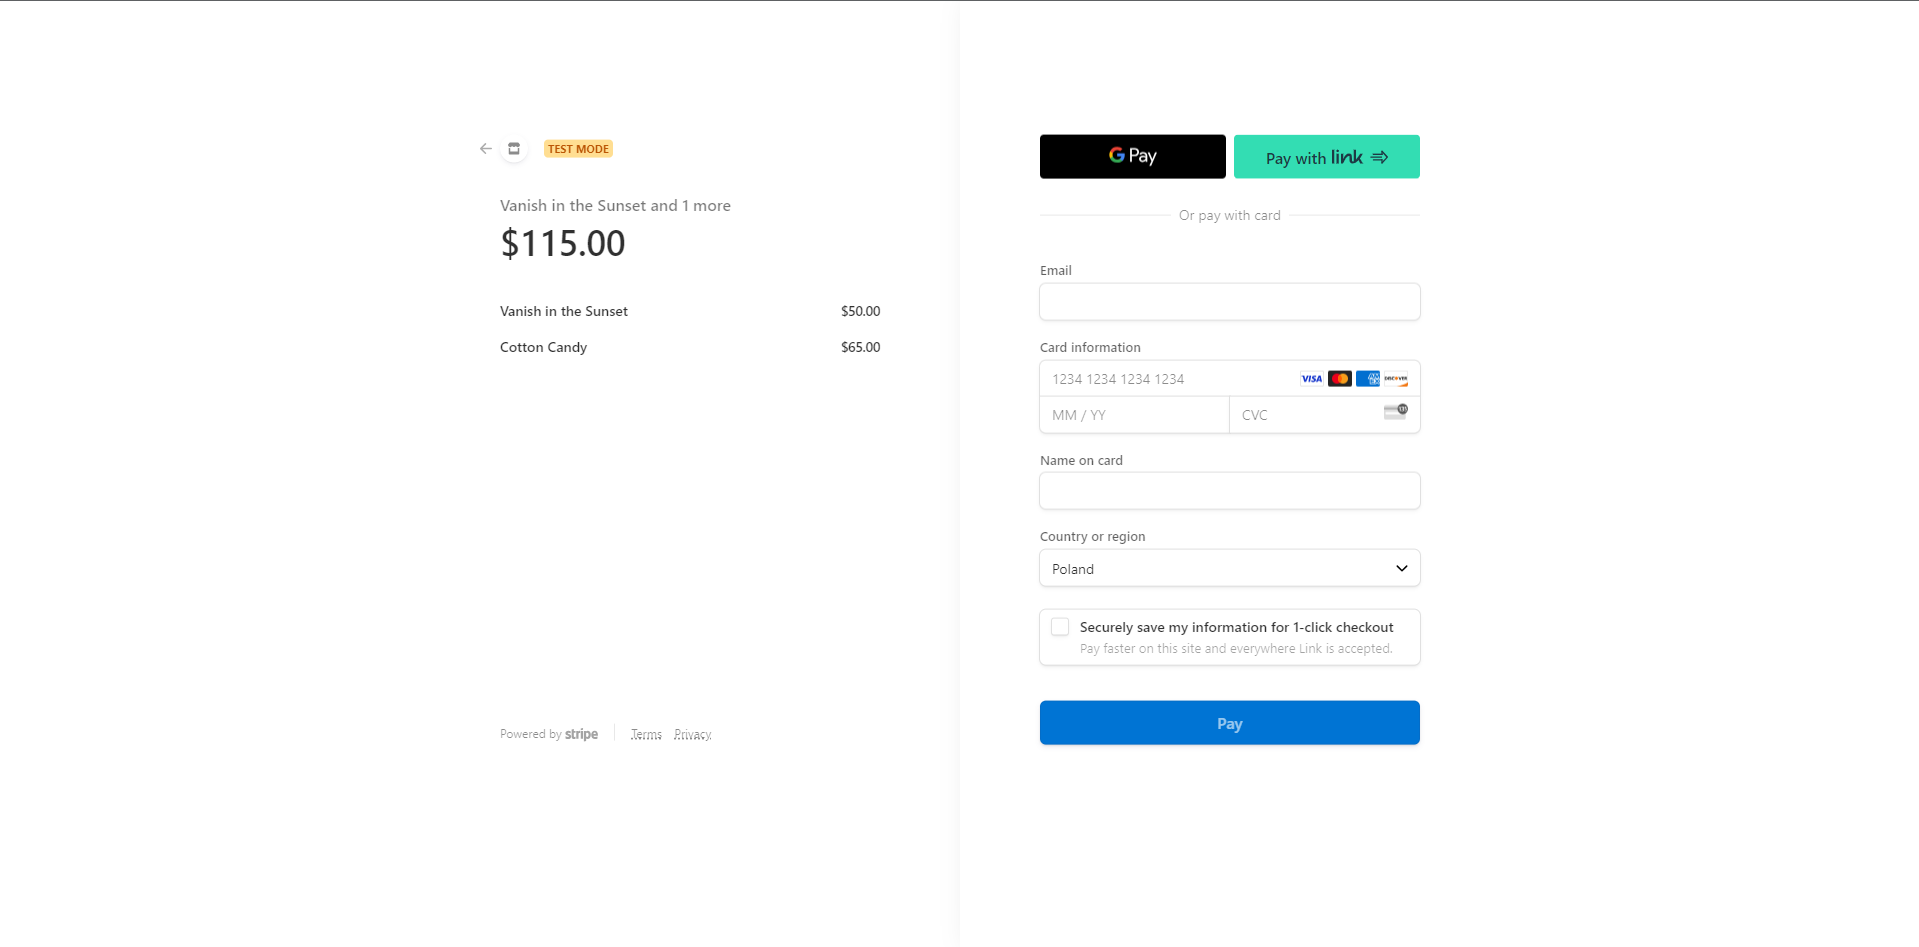 TEST MODE
Vanish in the Sunset and 1 more
$115.00
Vanish in the Sunset $50.00
Cotton Candy $65.00
Powered by stripe Terms Privacy
G Pay Pay with link
Or pay with card
Email
Card information
1234 1234 1234 1234 VISA AMEX DISCOVER
MM / YY CVC
Name on card
Country or region
Poland
Securely save my information for 1-click checkout
Pay faster on this site and everywhere Link is accepted.
Pay